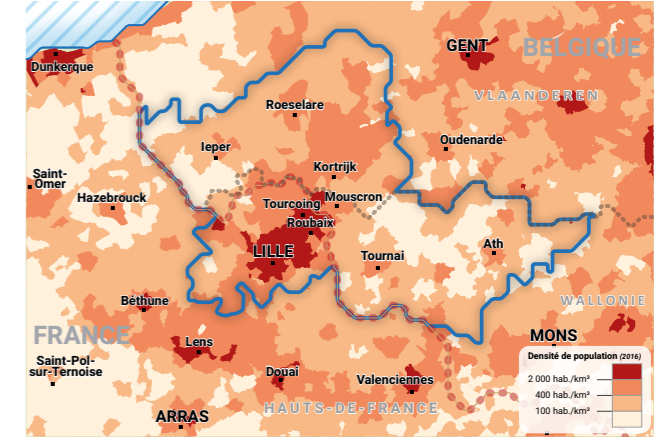 GENT
BELGIQUE
Dunkerque
VLAANDEREN
Roeselare
Oudenarde
Ieper
Kortrijk
Saint-
Omer
Hazebrouck
Mouscron
Tourcoing
Roubaix
LILLE
Tournai
Ath
Béthune
WALLONIE
FRANCE
MONS
Lens
Saint-Pol-
sur-Ternoise
Douai
Valenciennes
HAUTS-DE-FRANCE
ARRAS
Densité de population (2016)
2 000 hab./km²
400 hab./km²
100 hab./km²